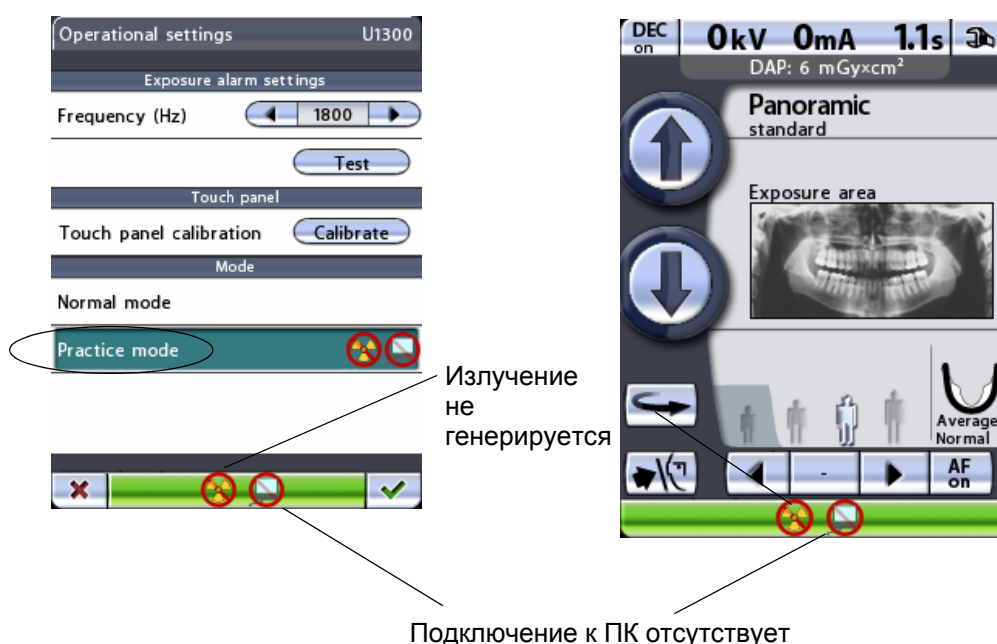 Operational settings U1300
Exposure alarm settings
Frequency (Hz) 1800
Test
Touch panel
Touch panel calibration Calibrate
Mode
Normal mode
Practice mode
Излучение
не
генерируется
DEC
on
0kV 0mA 1.1s
DAP: 6 mGy×cm²
Panoramic
standard
Exposure area
Average
Normal
-
AF
on
Подключение к ПК отсутствует